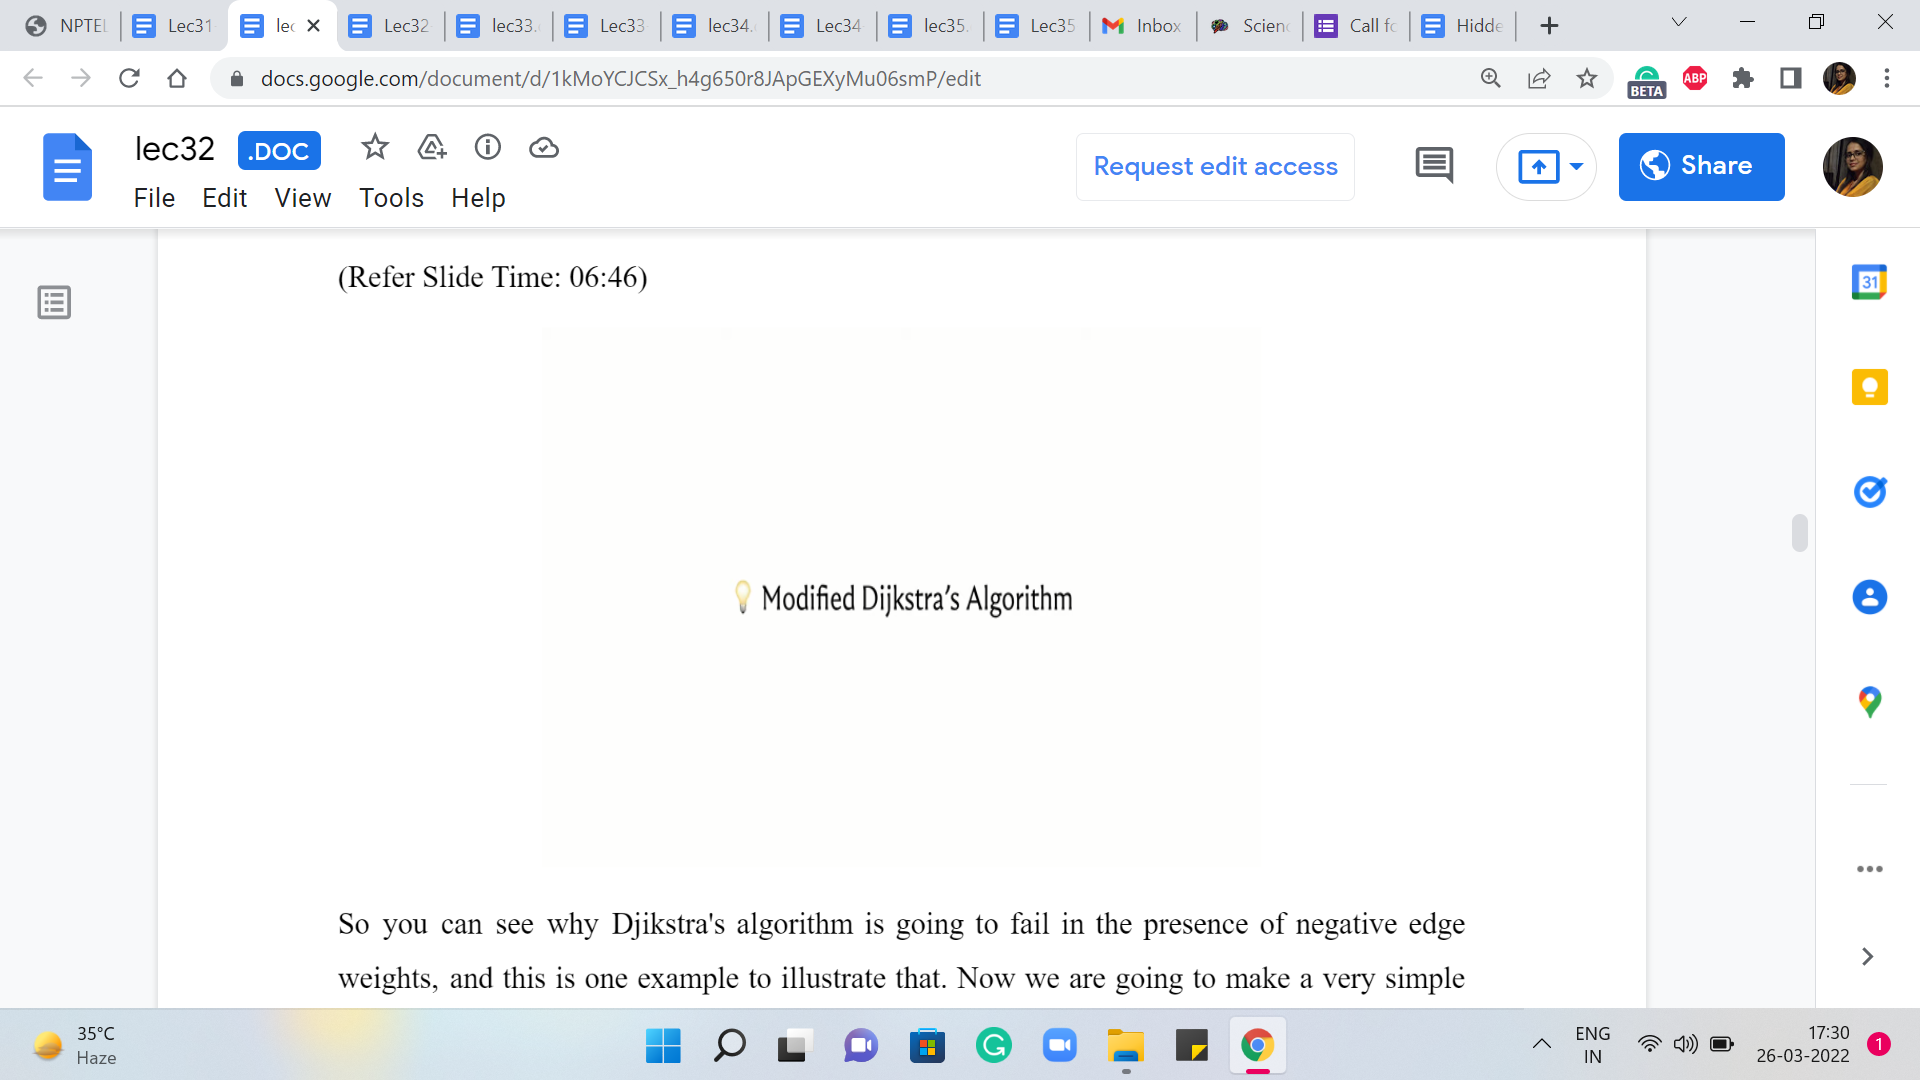 NPTEL
Lec31
lec
Lec32
lec33.
Lec33
lec34.
Lec34
lec35.
Lec35
Inbox
Scien
Call fo
Hidde
docs.google.com/document/d/1kMoYCJCSx_h4g650r8JApGEXyMu06smP/edit
BETA
ABP
lec32 .DOC
Request edit access
Share
File Edit View Tools Help
(Refer Slide Time: 06:46)
31
Modified Dijkstra's Algorithm
So you can see why Djikstra's algorithm is going to fail in the presence of negative edge
weights, and this is one example to illustrate that. Now we are going to make a very simple
35°C
Haze
ENG
IN
17:30
26-03-2022
1